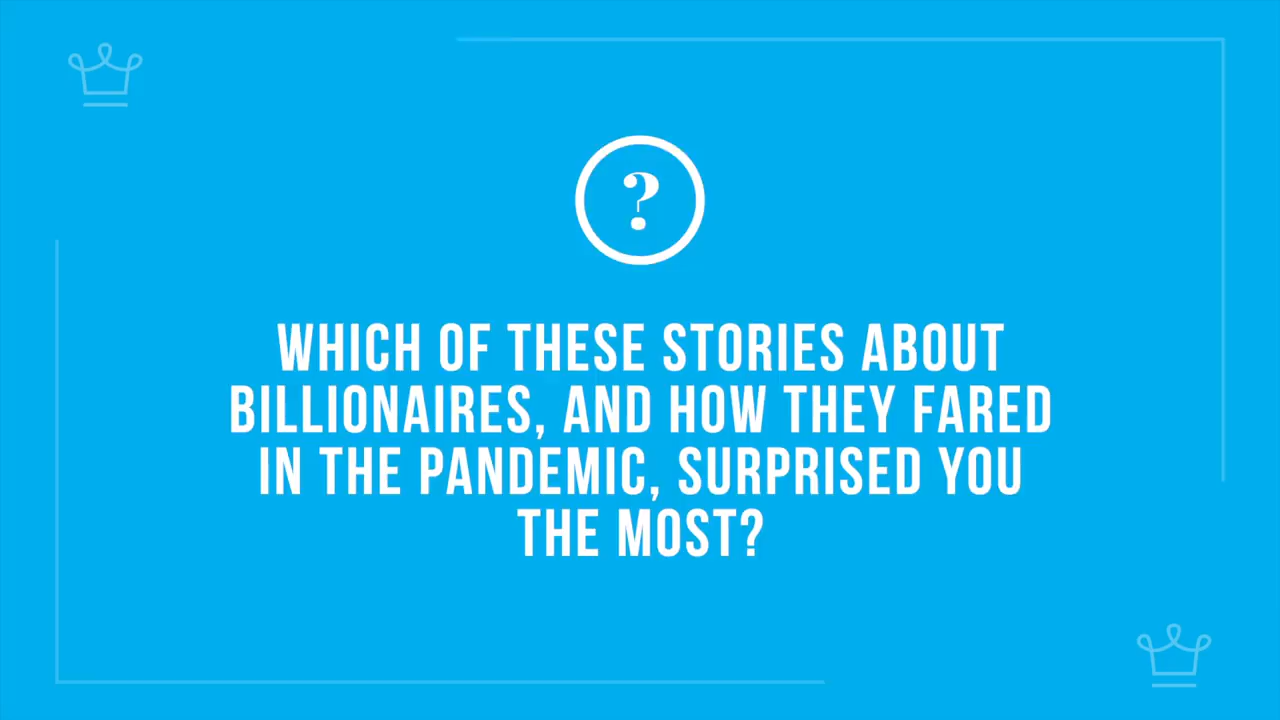 ?
WHICH OF THESE STORIES ABOUT
BILLIONAIRES, AND HOW THEY FARED
IN THE PANDEMIC, SURPRISED YOU
THE MOST?